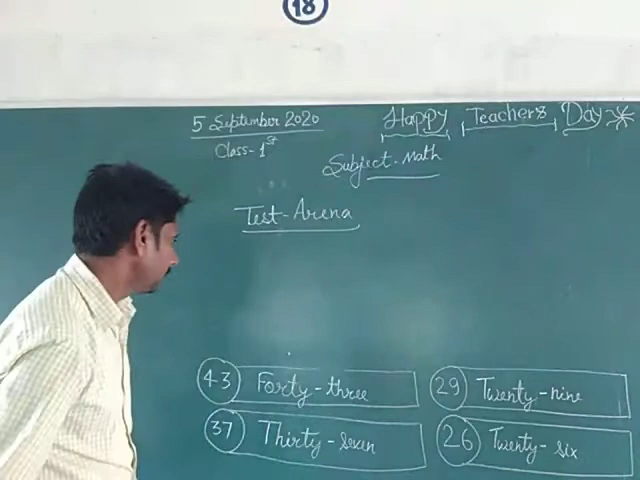 18
5 September 2020
Happy Teachers Day
Class-1st
Subject-Math
Test-Arena
43 Forty-three
29 Twenty-nine
37 Thirty-seven
26 Twenty-six